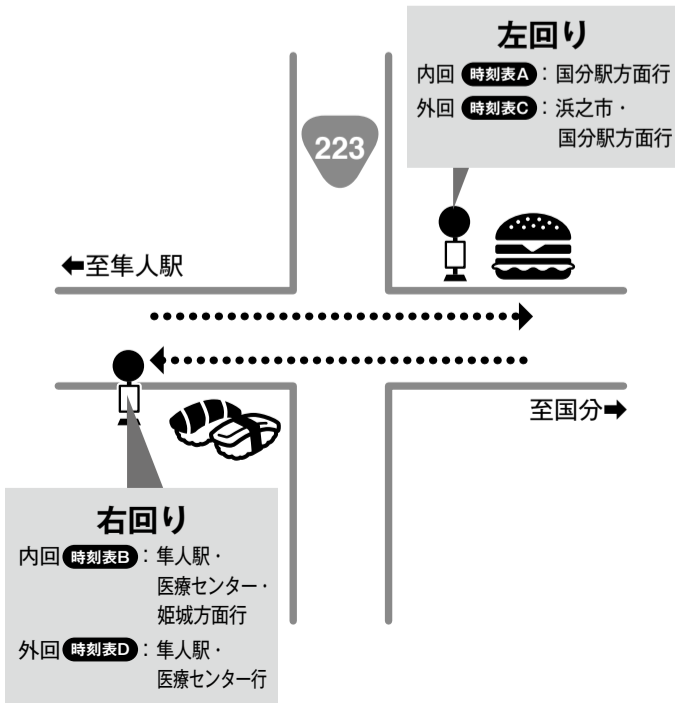 左回り
内回 時刻表A：国分駅方面行
外回 時刻表C：浜之市・
国分駅方面行
223
←至隼人駅
至国分→
右回り
内回 時刻表B：隼人駅・
医療センター・
姫城方面行
外回 時刻表D：隼人駅・
医療センター行